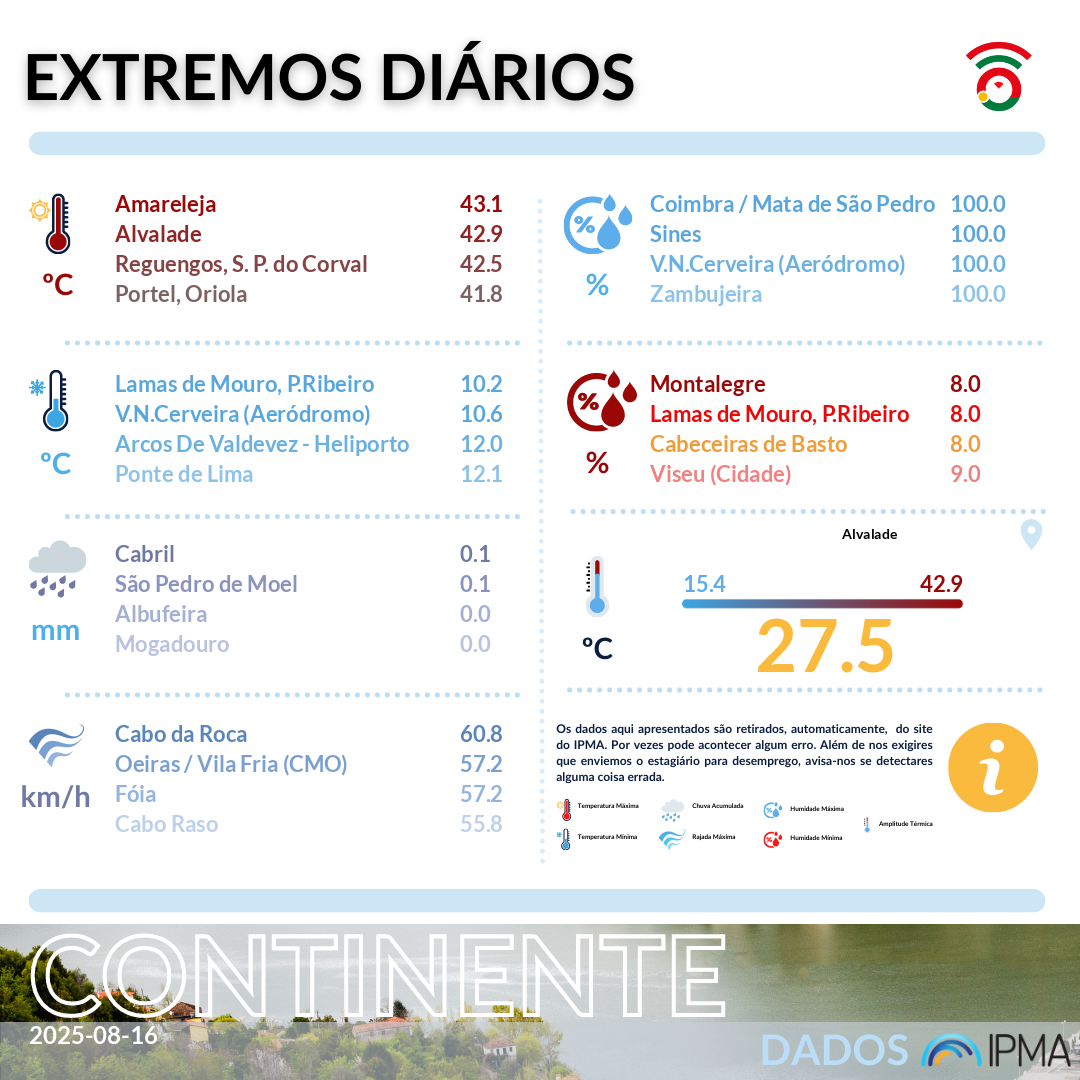 EXTREMOS DIÁRIOS
Amareleja 43.1
Alvalade 42.9
Reguengos, S. P. do Corval 42.5
Portel, Oriola 41.8
ºC
Lamas de Mouro, P.Ribeiro 10.2
V.N.Cerveira (Aeródromo) 10.6
Arcos De Valdevez - Heliporto 12.0
Ponte de Lima 12.1
ºC
Cabril 0.1
São Pedro de Moel 0.1
Albufeira 0.0
Mogadouro 0.0
mm
Cabo da Roca 60.8
Oeiras / Vila Fria (CMO) 57.2
Fóia 57.2
Cabo Raso 55.8
km/h
%
Coimbra / Mata de São Pedro 100.0
Sines 100.0
V.N.Cerveira (Aeródromo) 100.0
Zambujeira 100.0
%
%
Montalegre 8.0
Lamas de Mouro, P.Ribeiro 8.0
Cabeceiras de Basto 8.0
Viseu (Cidade) 9.0
%
Alvalade
15.4 42.9
27.5
ºC
Os dados aqui apresentados são retirados, automaticamente, do site
do IPMA. Por vezes pode acontecer algum erro. Além de nos exigires
que enviemos o estagiário para desemprego, avisa-nos se detectares
alguma coisa errada.
i
Temperatura Máxima
Chuva Acumulada
Humidade Máxima
Amplitude Térmica
Temperatura Mínima
Rajada Máxima
Humidade Mínima
CONTINENTE
2025-08-16
DADOS IPMA